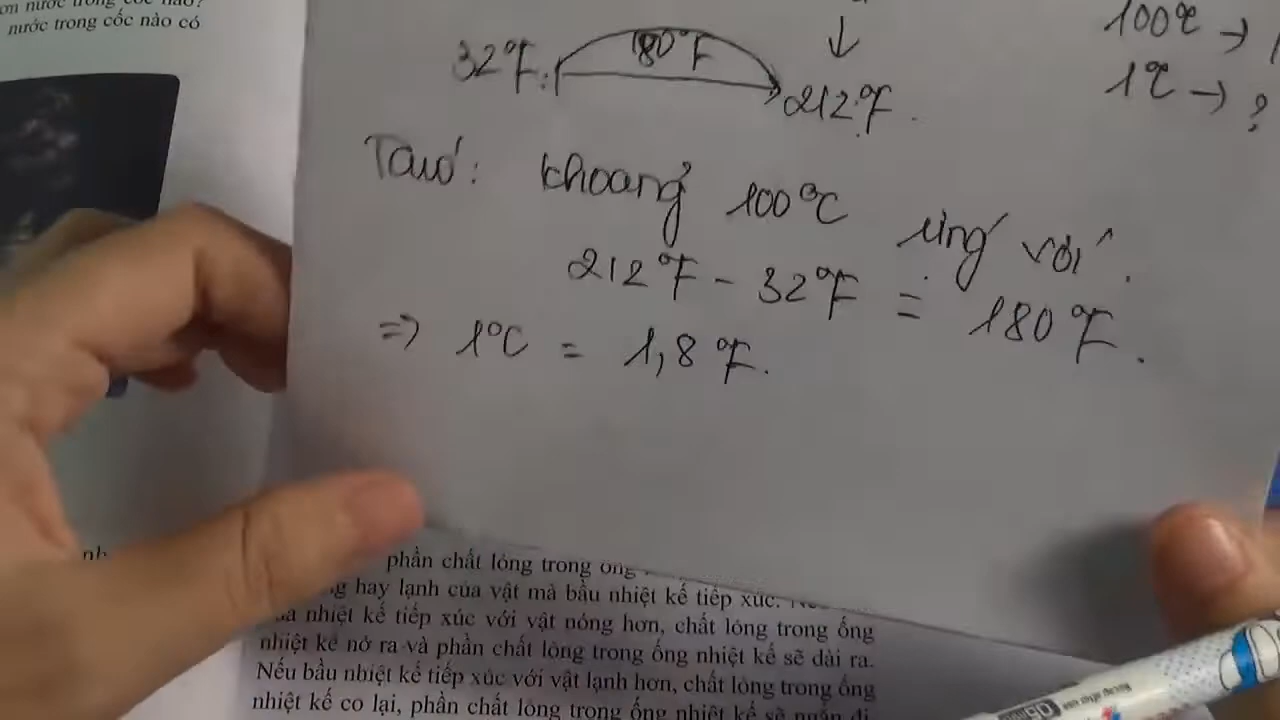 nước trong cốc nào có
100℃ →
32°F
180°F
212°F.
1℃ → ?
Ta có: khoảng 100°C ứng với.
212°F - 32°F = 180°F.
=> 1°C = 1,8°F.
phần chất lỏng trong ống
hay lạnh của vật mà bầu nhiệt kế tiếp xúc.
nhiệt kế tiếp xúc với vật nóng hơn, chất lỏng trong ống
nhiệt kế nở ra và phần chất lỏng trong ống nhiệt kế sẽ dài ra.
Nếu bầu nhiệt kế tiếp xúc với vật lạnh hơn, chất lỏng trong ống
nhiệt kế co lại, phần chất lỏng trong ống nhiệt kế sẽ ngắn đi